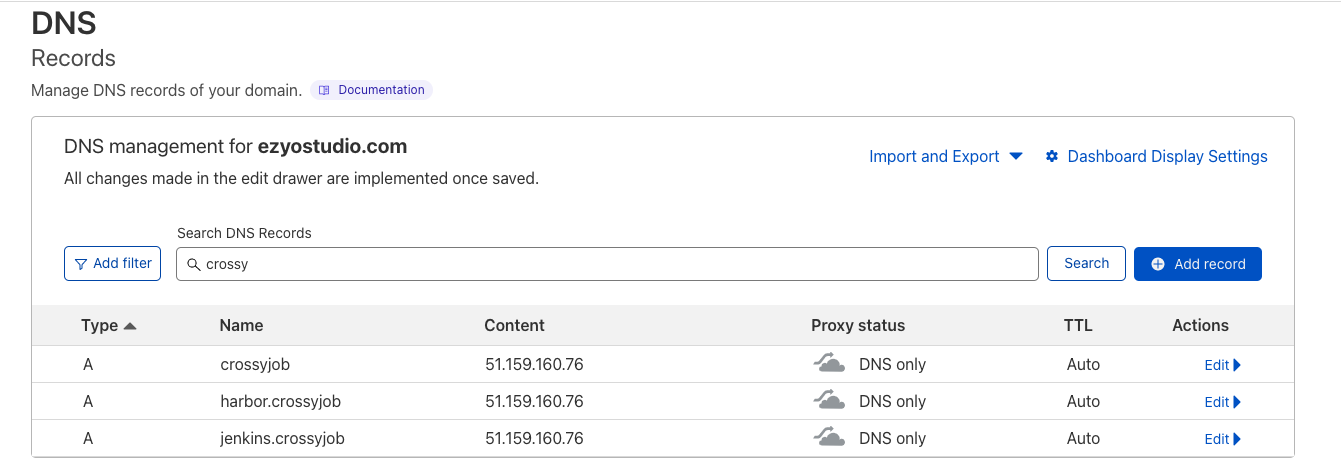 DNS
Records
Manage DNS records of your domain. Documentation
DNS management for ezyostudio.com
Import and Export Dashboard Display Settings
All changes made in the edit drawer are implemented once saved.
Search DNS Records
Add filter crossy Search Add record
Type Name Content Proxy status TTL Actions
A crossyjob 51.159.160.76 DNS only Auto Edit
A harbor.crossyjob 51.159.160.76 DNS only Auto Edit
A jenkins.crossyjob 51.159.160.76 DNS only Auto Edit